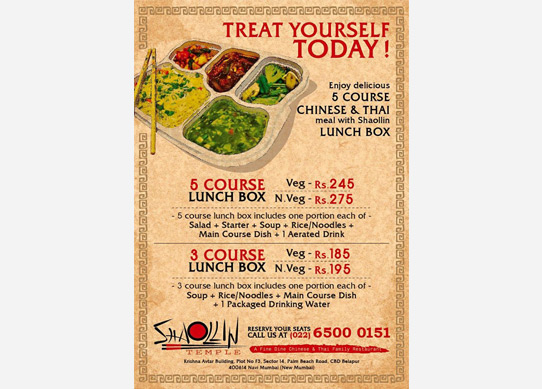 TREAT YOURSELF
TODAY !
Enjoy delicious
5 COURSE
CHINESE & THAI
meal with Shaollin
LUNCH BOX
5 COURSE
LUNCH BOX
Veg - Rs.245
N.Veg - Rs.275
- 5 course lunch box includes one portion each of -
Salad + Starter + Soup + Rice/Noodles +
Main Course Dish + 1 Aerated Drink
3 COURSE
LUNCH BOX
Veg - Rs.185
N.Veg - Rs.195
- 3 course lunch box includes one portion each of -
Soup + Rice/Noodles + Main Course Dish
+ 1 Packaged Drinking Water
SHAOLLIN
TEMPLE
RESERVE YOUR SEATS
CALL US AT (022) 6500 0151
A Fine Dine Chinese & Thai Family Restaurant
Krishna Avtar Building, Plot No F5, Sector 14, Palm Beach Road, CBD Belapur
400614 Navi Mumbai (New Mumbai)